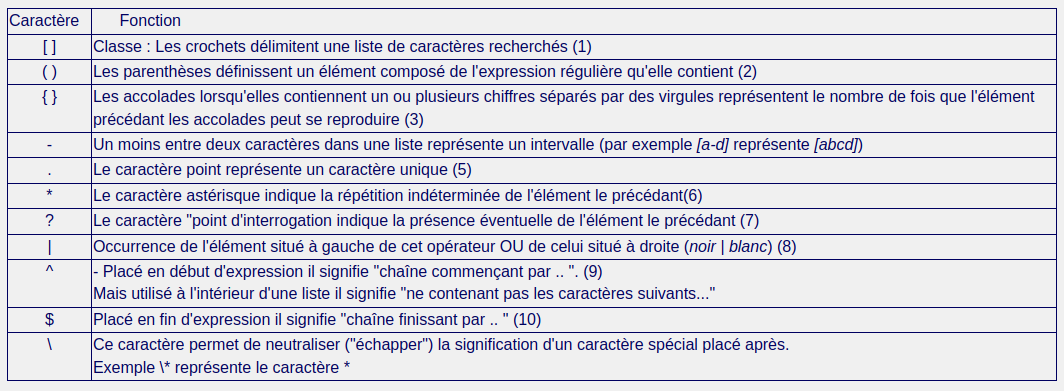 Caractère Fonction
[ ] Classe : Les crochets délimitent une liste de caractères recherchés (1)
( ) Les parenthèses définissent un élément composé de l'expression régulière qu'elle contient (2)
{ } Les accolades lorsqu'elles contiennent un ou plusieurs chiffres séparés par des virgules représentent le nombre de fois que l'élément
précédant les accolades peut se reproduire (3)
- Un moins entre deux caractères dans une liste représente un intervalle (par exemple [a-d] représente [abcd])
. Le caractère point représente un caractère unique (5)
* Le caractère astérisque indique la répétition indéterminée de l'élément le précédant(6)
? Le caractère "point d'interrogation indique la présence éventuelle de l'élément le précédant (7)
| Occurrence de l'élément situé à gauche de cet opérateur OU de celui situé à droite (noir | blanc) (8)
^ - Placé en début d'expression il signifie "chaîne commençant par .. ". (9)
Mais utilisé à l'intérieur d'une liste il signifie "ne contenant pas les caractères suivants..."
$ Placé en fin d'expression il signifie "chaîne finissant par .. " (10)
\ Ce caractère permet de neutraliser ("échapper") la signification d'un caractère spécial placé après.
Exemple \* représente le caractère *